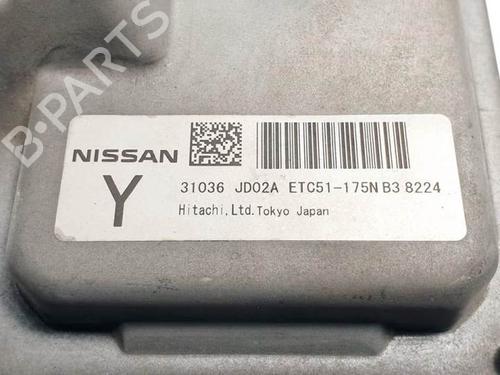 B-PARTS
NISSAN
Y
31036 JD02A ETC51-175N B3 8224
Hitachi,Ltd.Tokyo Japan